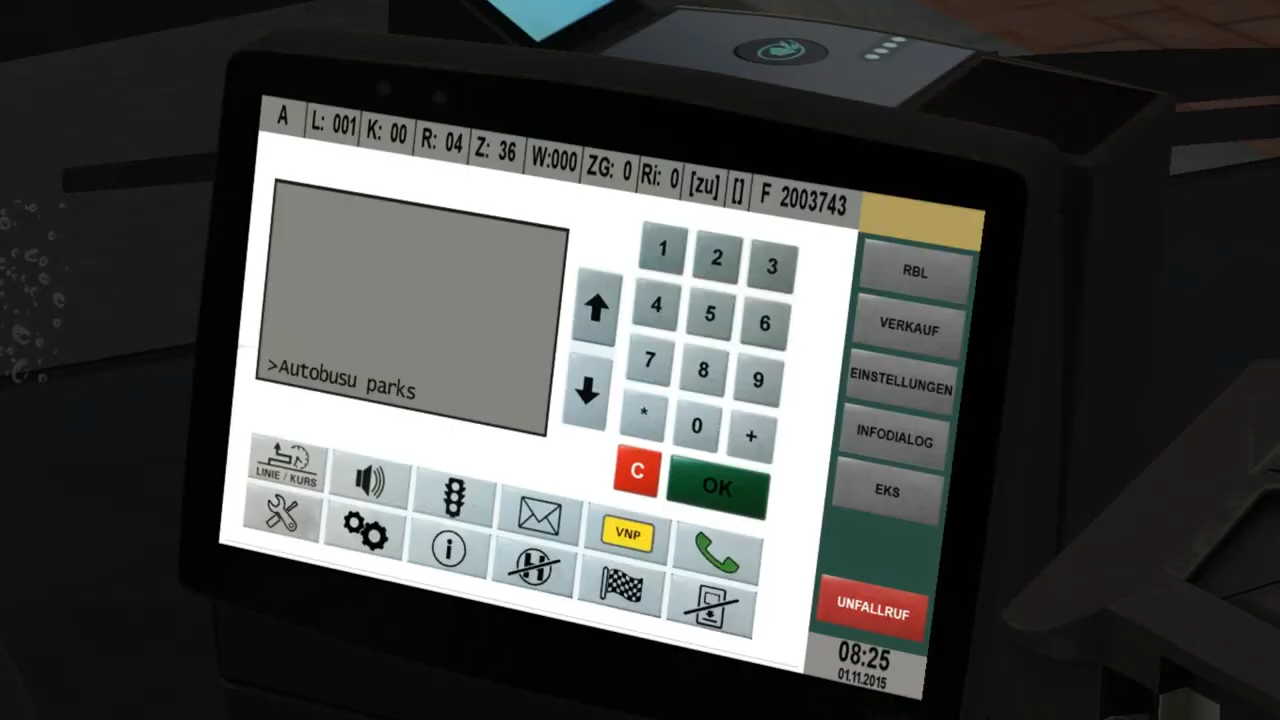 A L: 001 K: 00 R: 04 Z: 36 W:000 ZG: 0 Ri: 0 [zu] [] F 2003743
>Autobusu parks
1 2 3
4 5 6
7 8 9
* 0 +
C OK
RBL
VERKAUF
EINSTELLUNGEN
INFODIALOG
EKS
LINIE / KURS
H
VNP
i
UNFALLRUF
08:25
01.11.2015